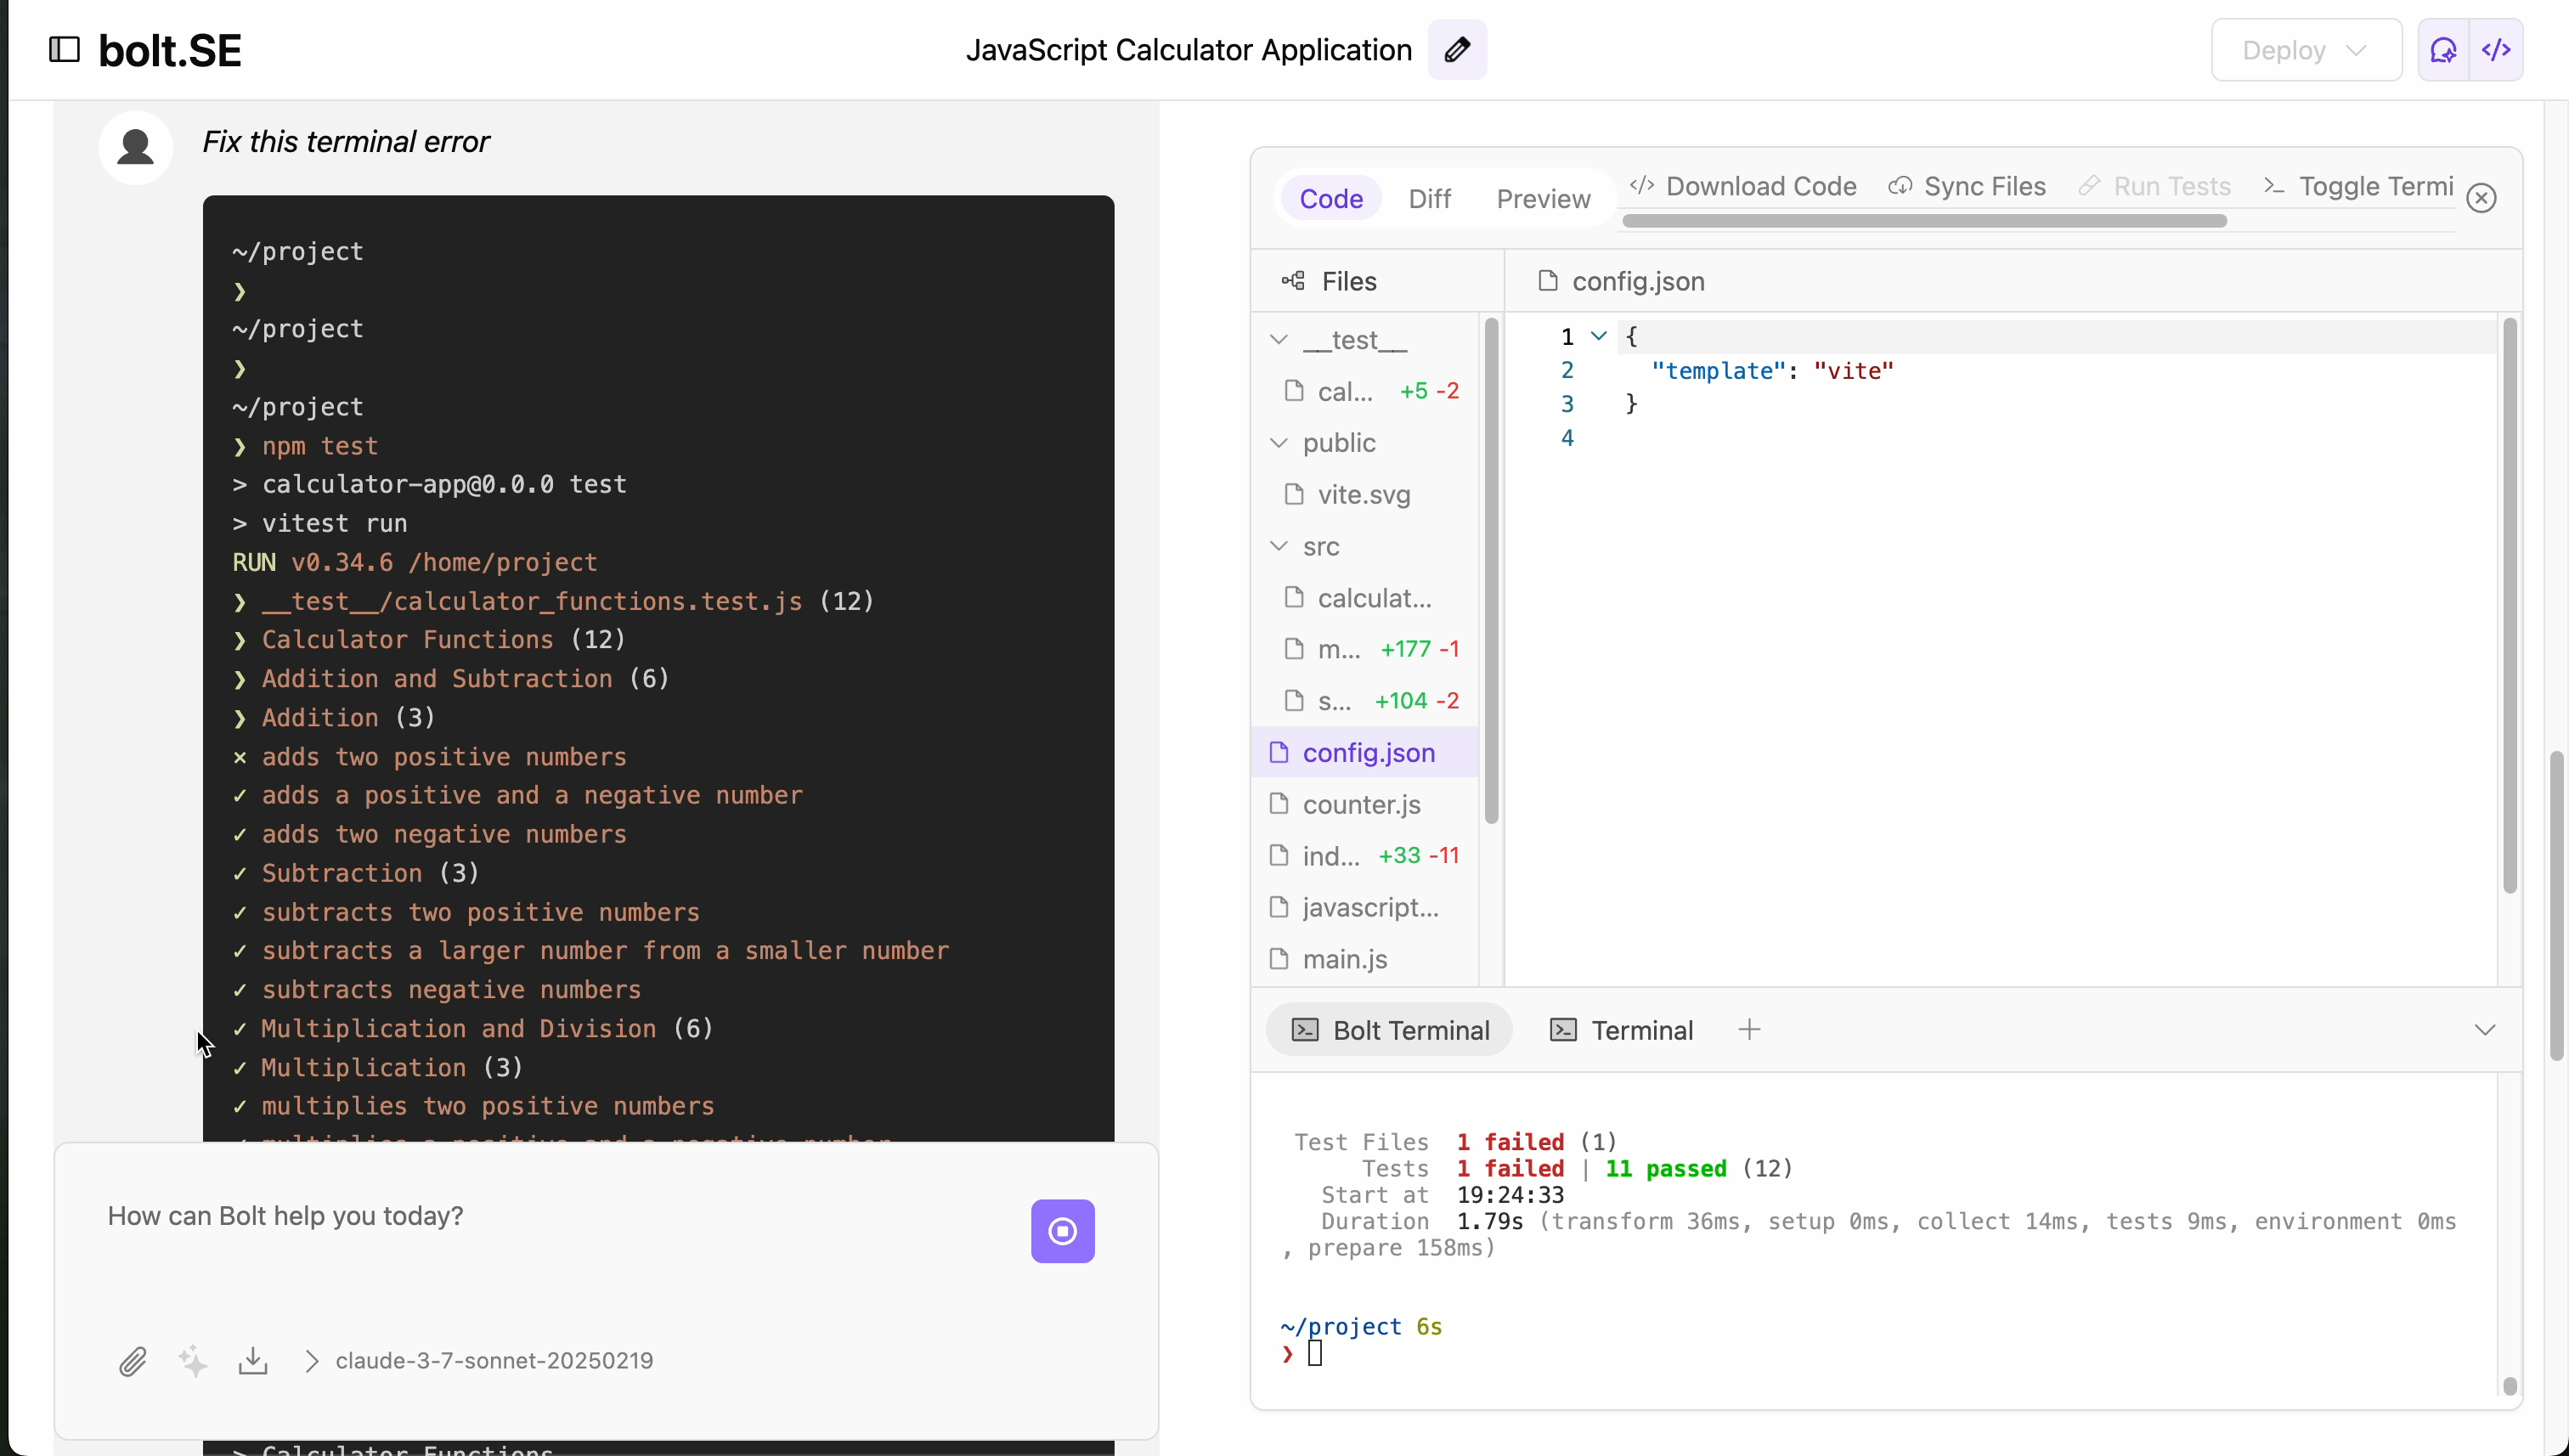 bolt.SE
JavaScript Calculator Application
Deploy
Fix this terminal error
~/project
❯
~/project
❯
~/project
❯ npm test
> calculator-app@0.0.0 test
> vitest run
RUN v0.34.6 /home/project
❯ __test__/calculator_functions.test.js (12)
❯ Calculator Functions (12)
❯ Addition and Subtraction (6)
❯ Addition (3)
× adds two positive numbers
✓ adds a positive and a negative number
✓ adds two negative numbers
✓ Subtraction (3)
✓ subtracts two positive numbers
✓ subtracts a larger number from a smaller number
✓ subtracts negative numbers
✓ Multiplication and Division (6)
✓ Multiplication (3)
✓ multiplies two positive numbers
✓ multiplies a positive and a negative number
How can Bolt help you today?
claude-3-7-sonnet-20250219
> Calculator Functions
Code Diff Preview
</> Download Code Sync Files Run Tests Toggle Termi
Files
__test__
cal... +5 -2
public
vite.svg
src
calculat...
m... +177 -1
s... +104 -2
config.json
counter.js
ind... +33 -11
javascript...
main.js
config.json
1 {
2 "template": "vite"
3 }
4
Bolt Terminal Terminal +
Test Files 1 failed (1)
Tests 1 failed | 11 passed (12)
Start at 19:24:33
Duration 1.79s (transform 36ms, setup 0ms, collect 14ms, tests 9ms, environment 0ms
, prepare 158ms)
~/project 6s
❯